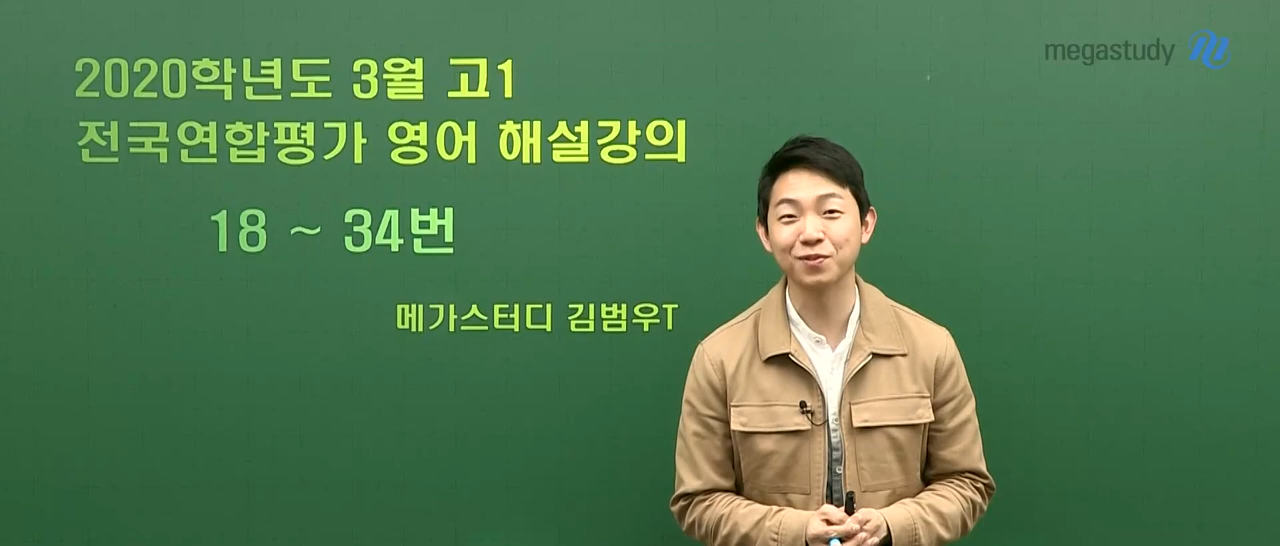 megastudy
2020학년도 3월 고1
전국연합평가 영어 해설강의
18 ~ 34번
메가스터디 김범우T